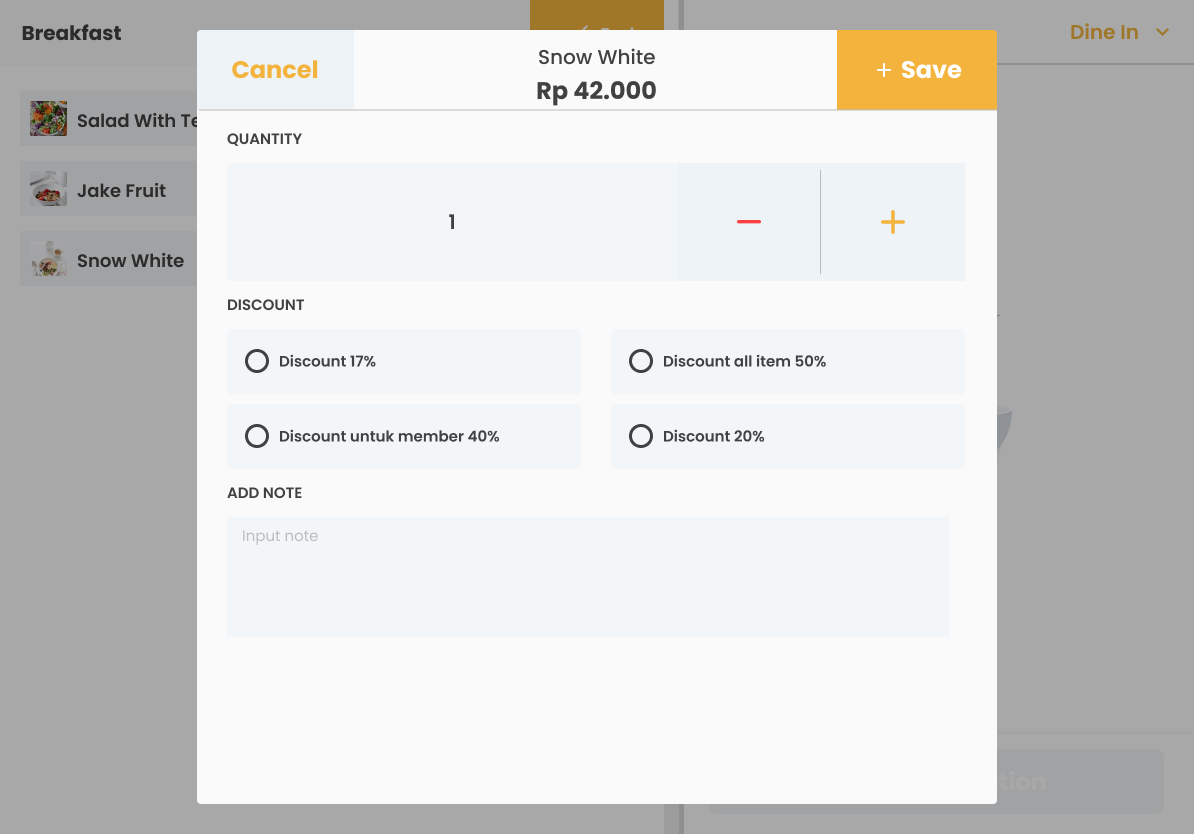 Breakfast
Dine In
Cancel
Snow White
Rp 42.000
+ Save
Salad With Te
Jake Fruit
Snow White
QUANTITY
1
DISCOUNT
Discount 17%
Discount all item 50%
Discount untuk member 40%
Discount 20%
ADD NOTE
Input note
tion